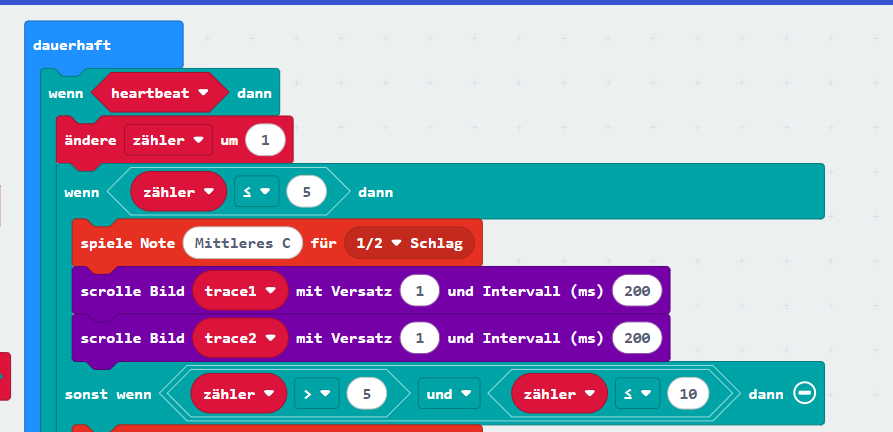 dauerhaft
wenn heartbeat dann
ändere zähler um 1
wenn zähler ≤ 5 dann
spiele Note Mittleres C für 1/2 Schlag
scrolle Bild trace1 mit Versatz 1 und Intervall (ms) 200
scrolle Bild trace2 mit Versatz 1 und Intervall (ms) 200
sonst wenn zähler > 5 und zähler ≤ 10 dann